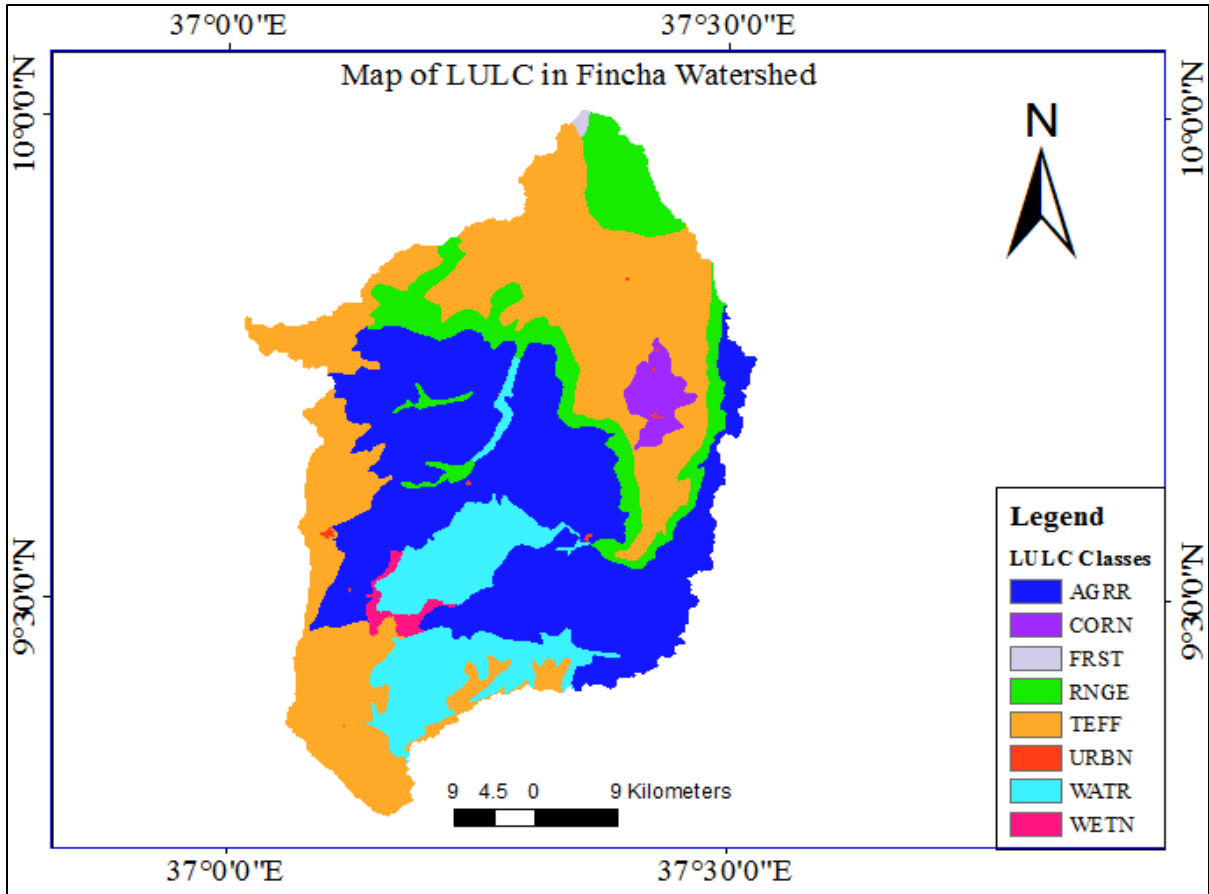 37°0'0"E 37°30'0"E
Map of LULC in Fincha Watershed
10°0'0"N
10°0'0"N
N
9°30'0"N
9°30'0"N
Legend
LULC Classes
AGRR
CORN
FRST
RNGE
TEFF
URBN
WATR
WETN
9 4.5 0 9 Kilometers
37°0'0"E 37°30'0"E